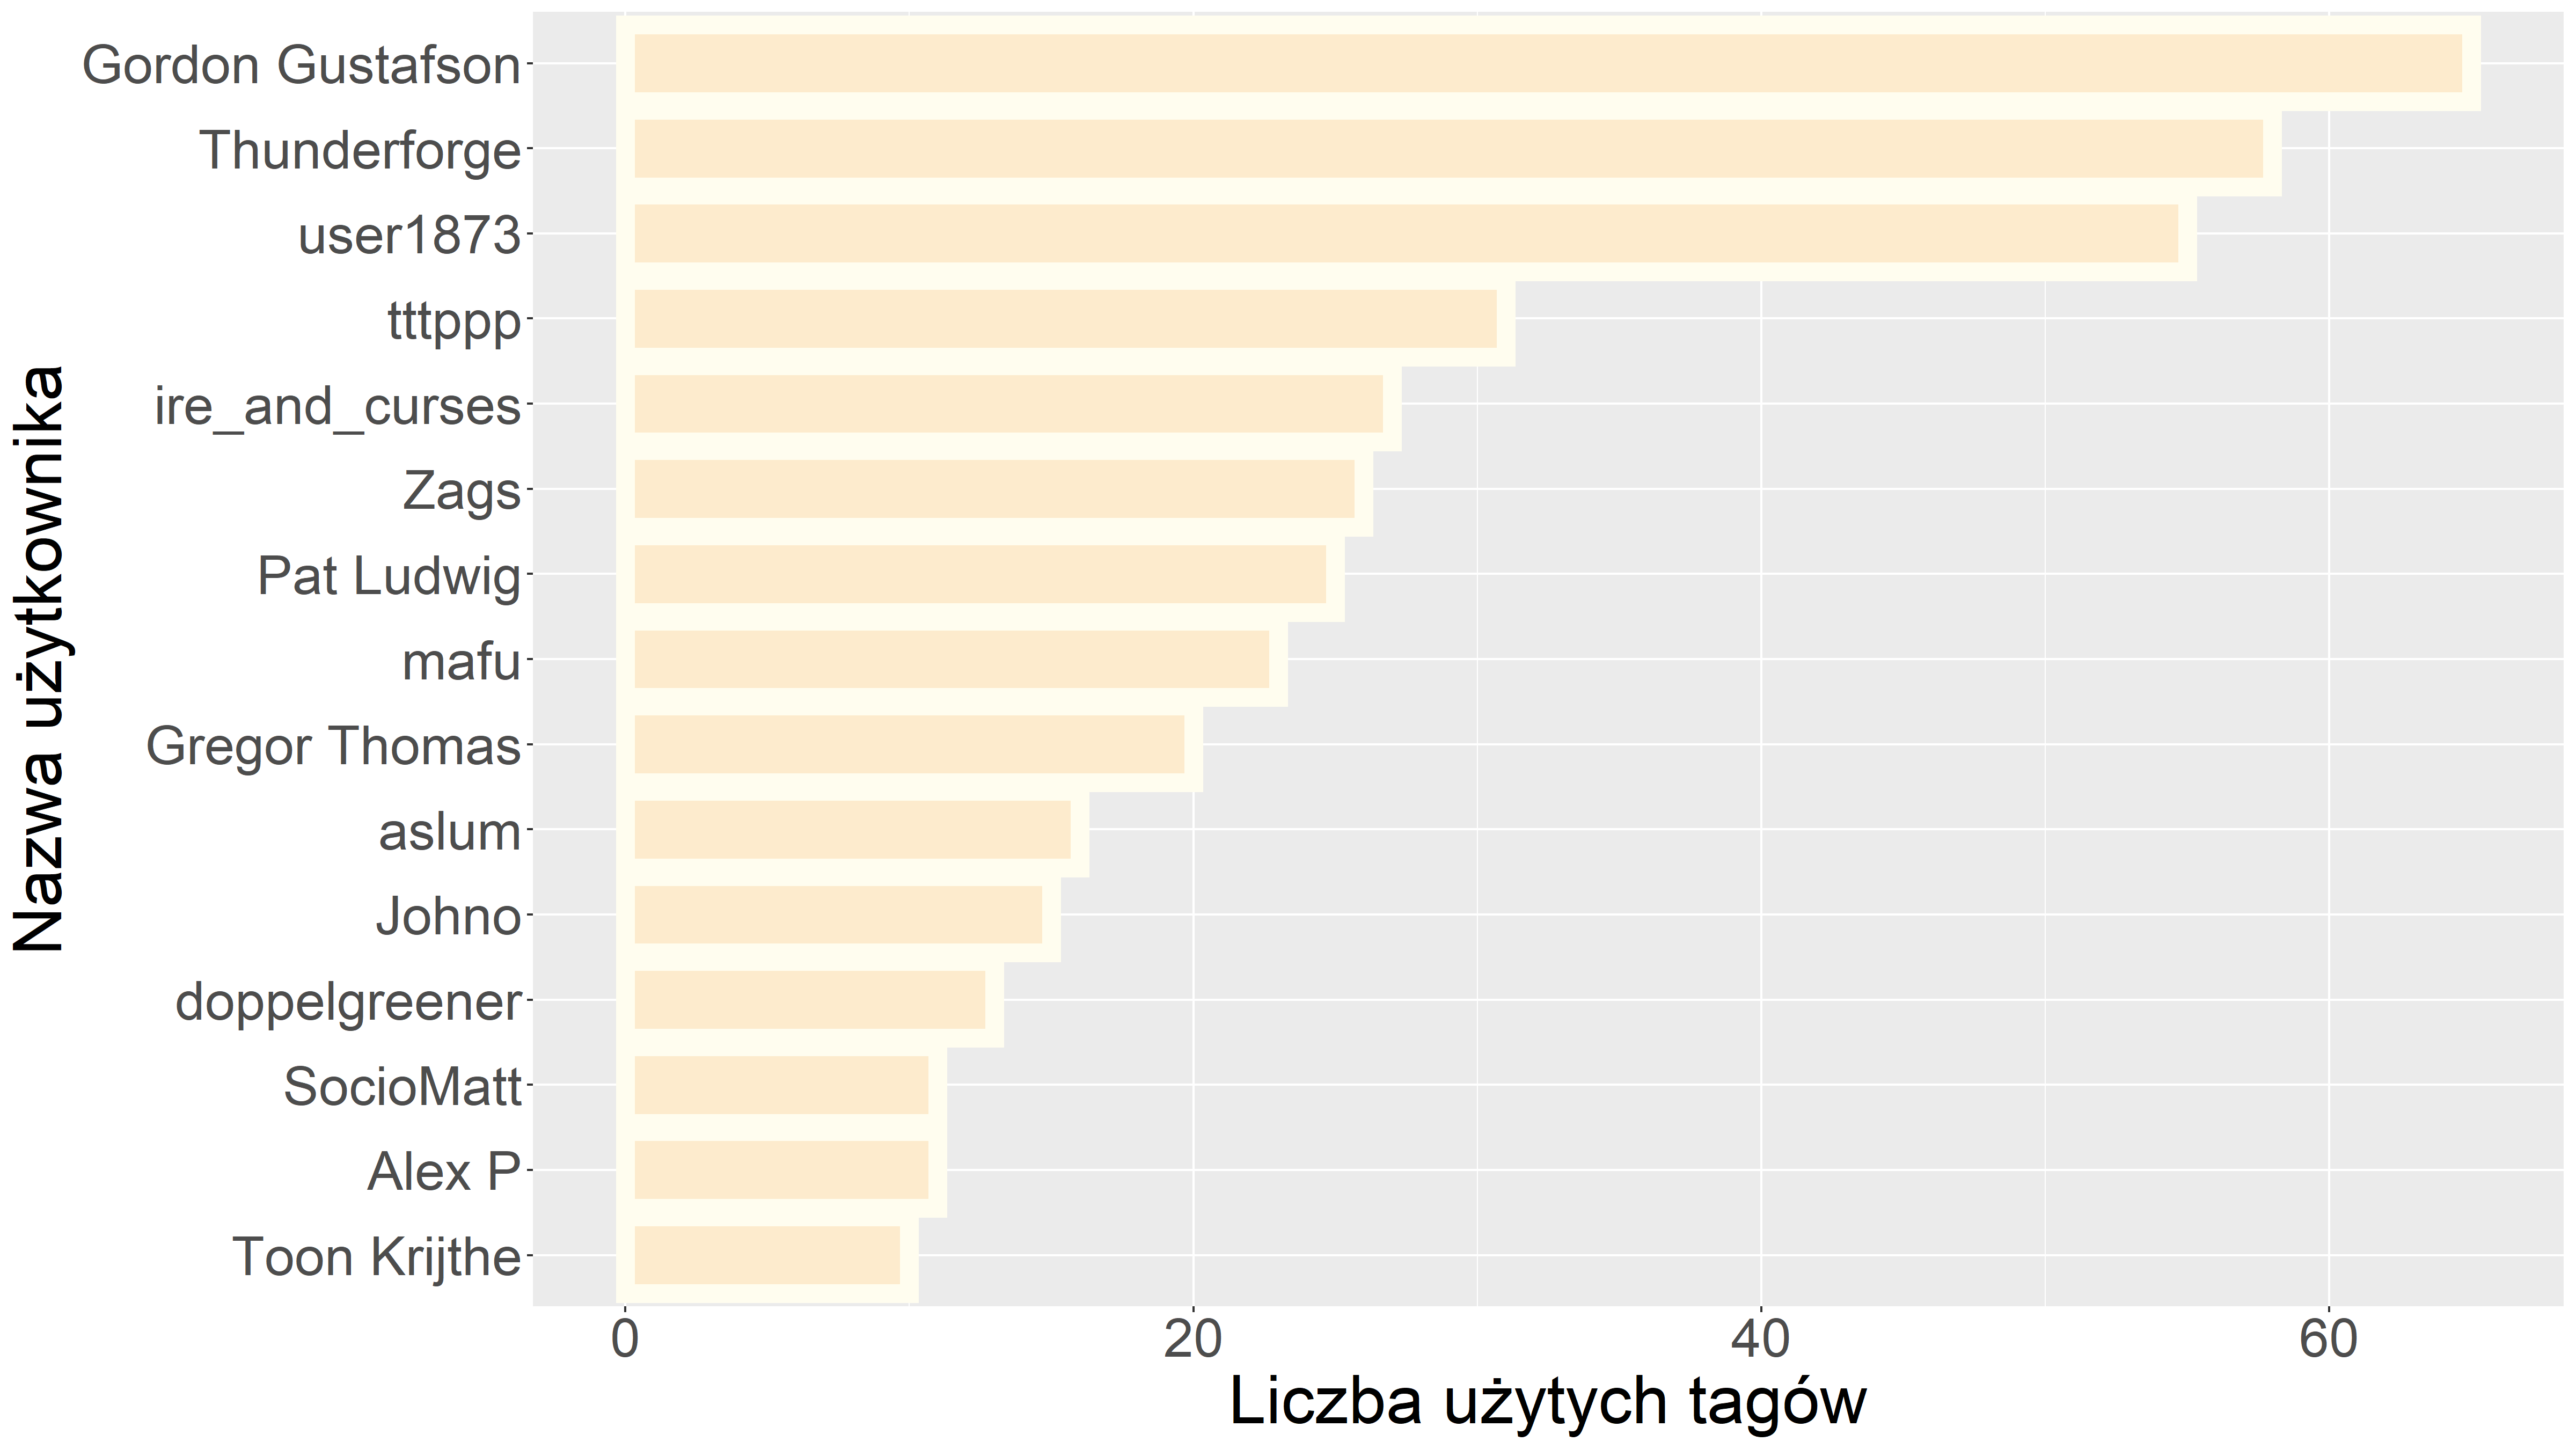 Nazwa użytkownika
Gordon Gustafson
Thunderforge
user1873
tttppp
ire_and_curses
Zags
Pat Ludwig
mafu
Gregor Thomas
aslum
Johno
doppelgreener
SocioMatt
Alex P
Toon Krijthe
0 20 40 60
Liczba użytych tagów